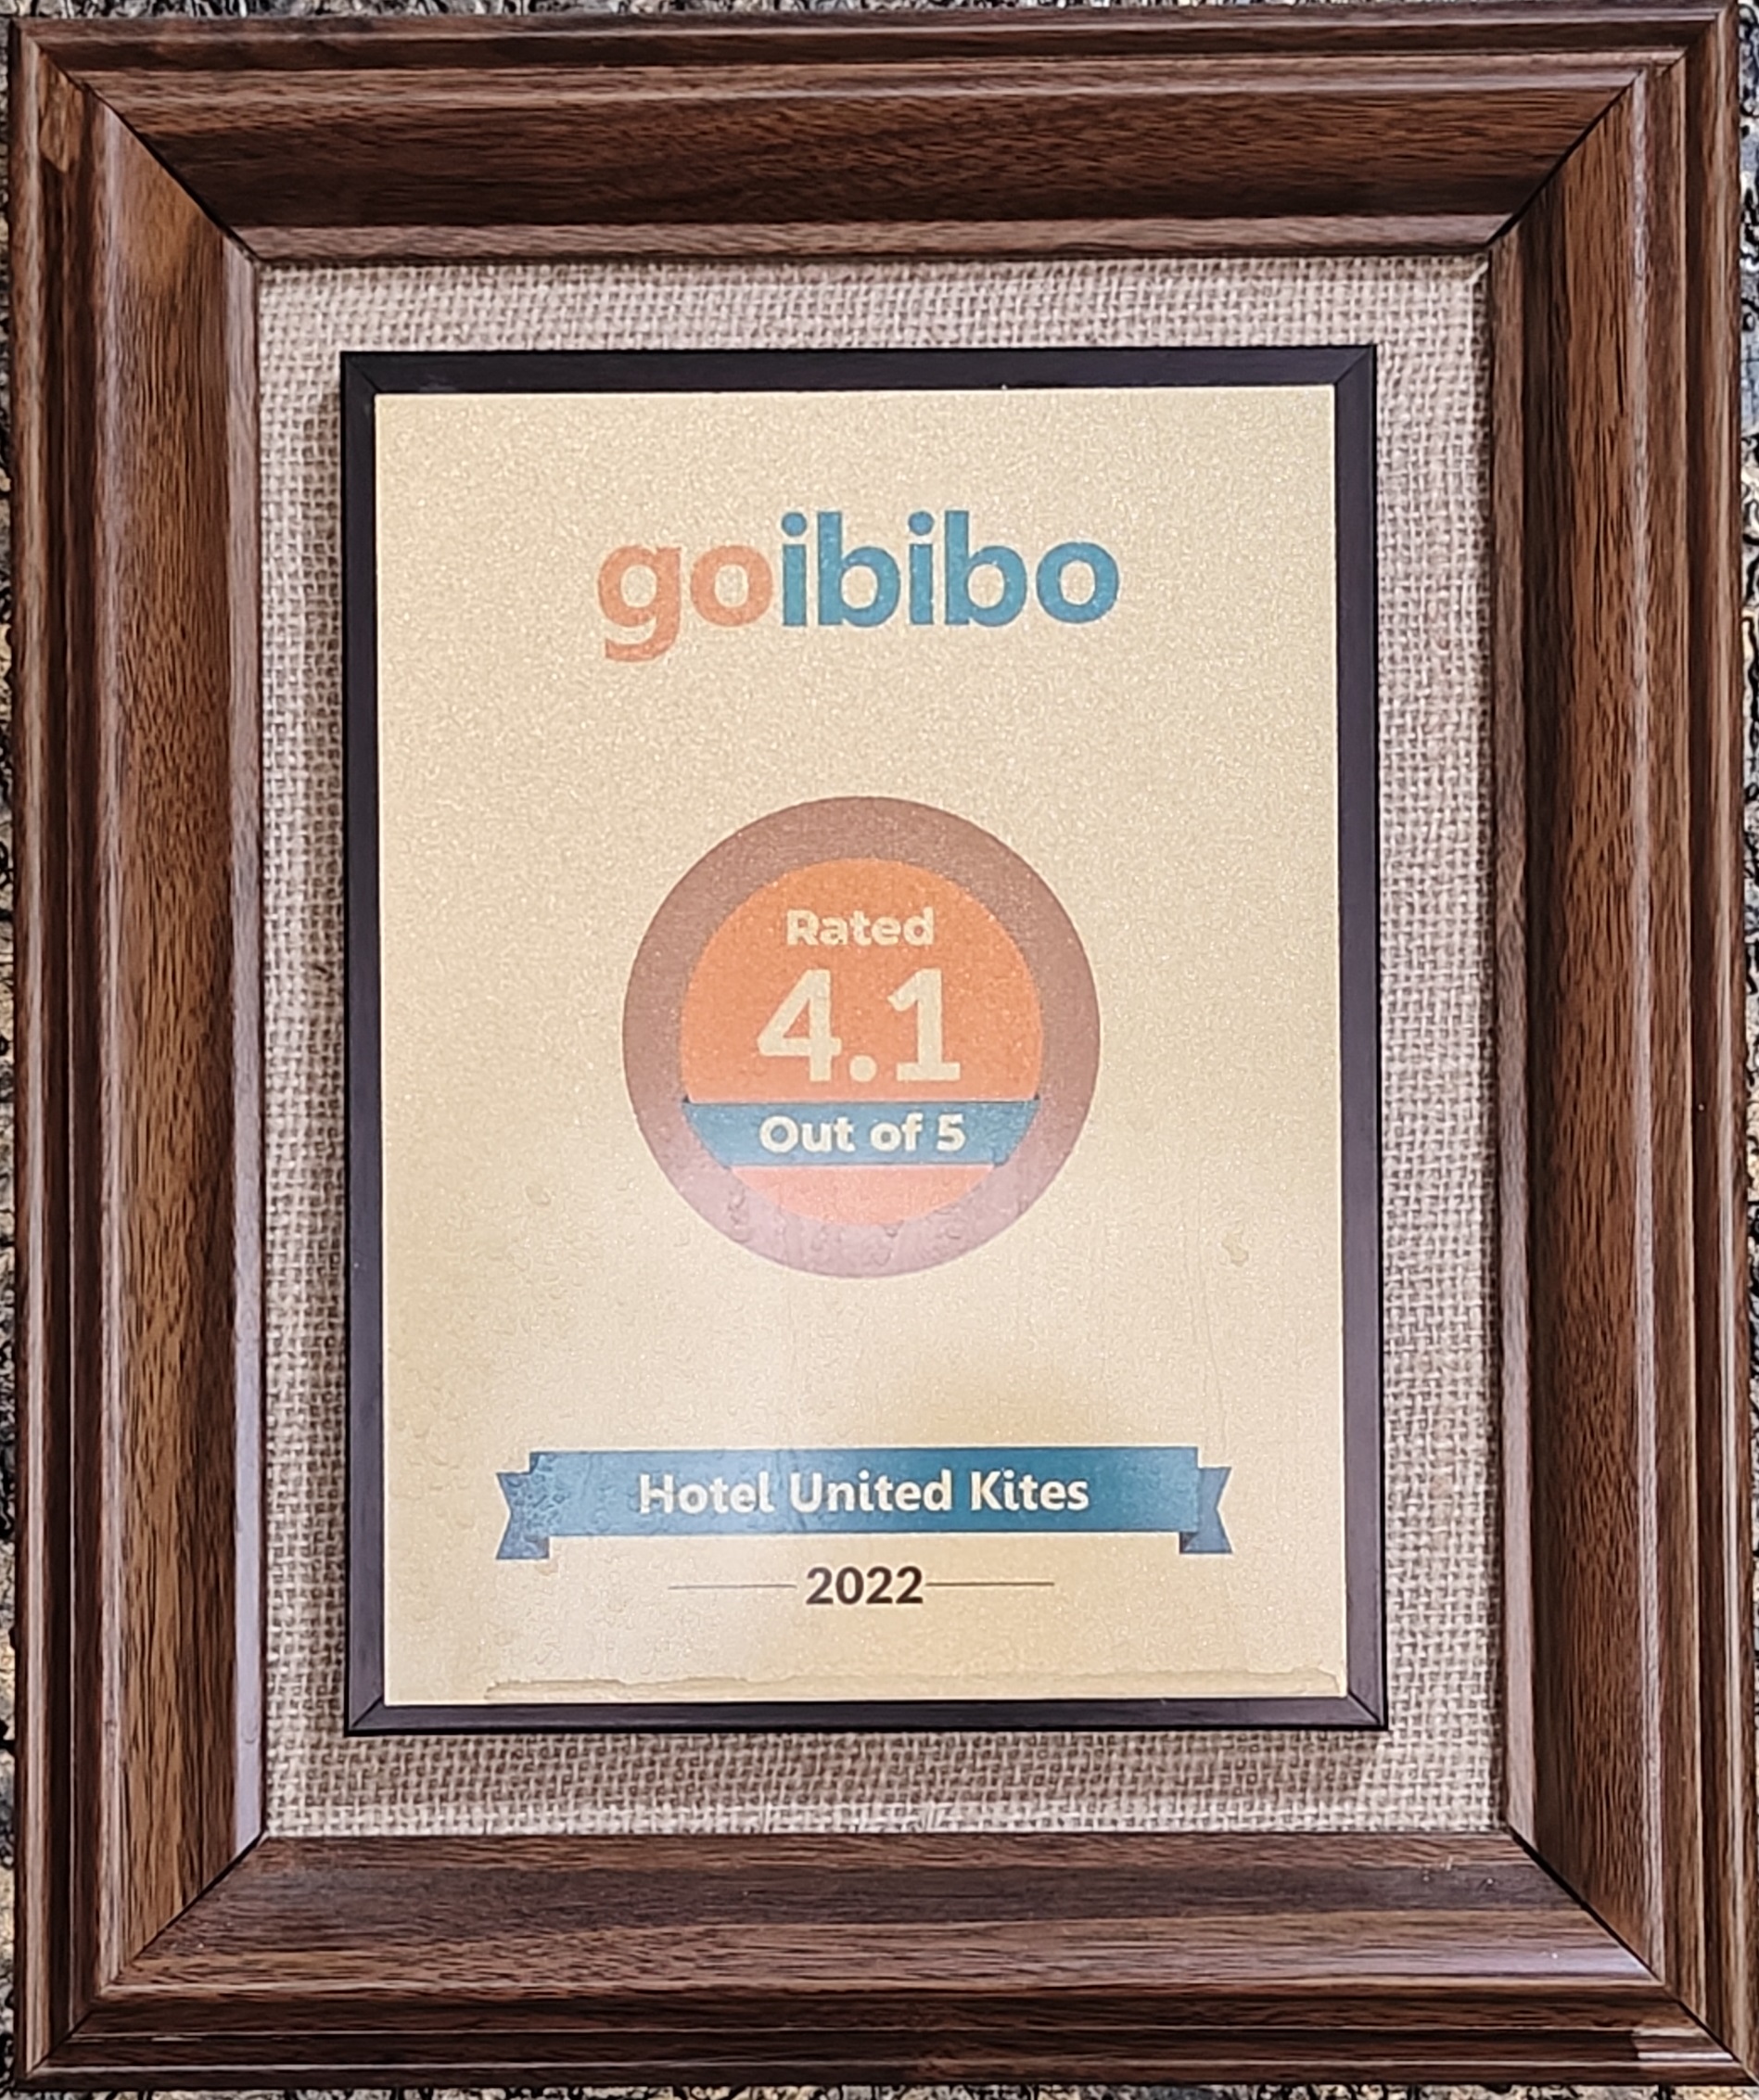 goibibo
Rated
4.1
Out of 5
Hotel United Kites
2022